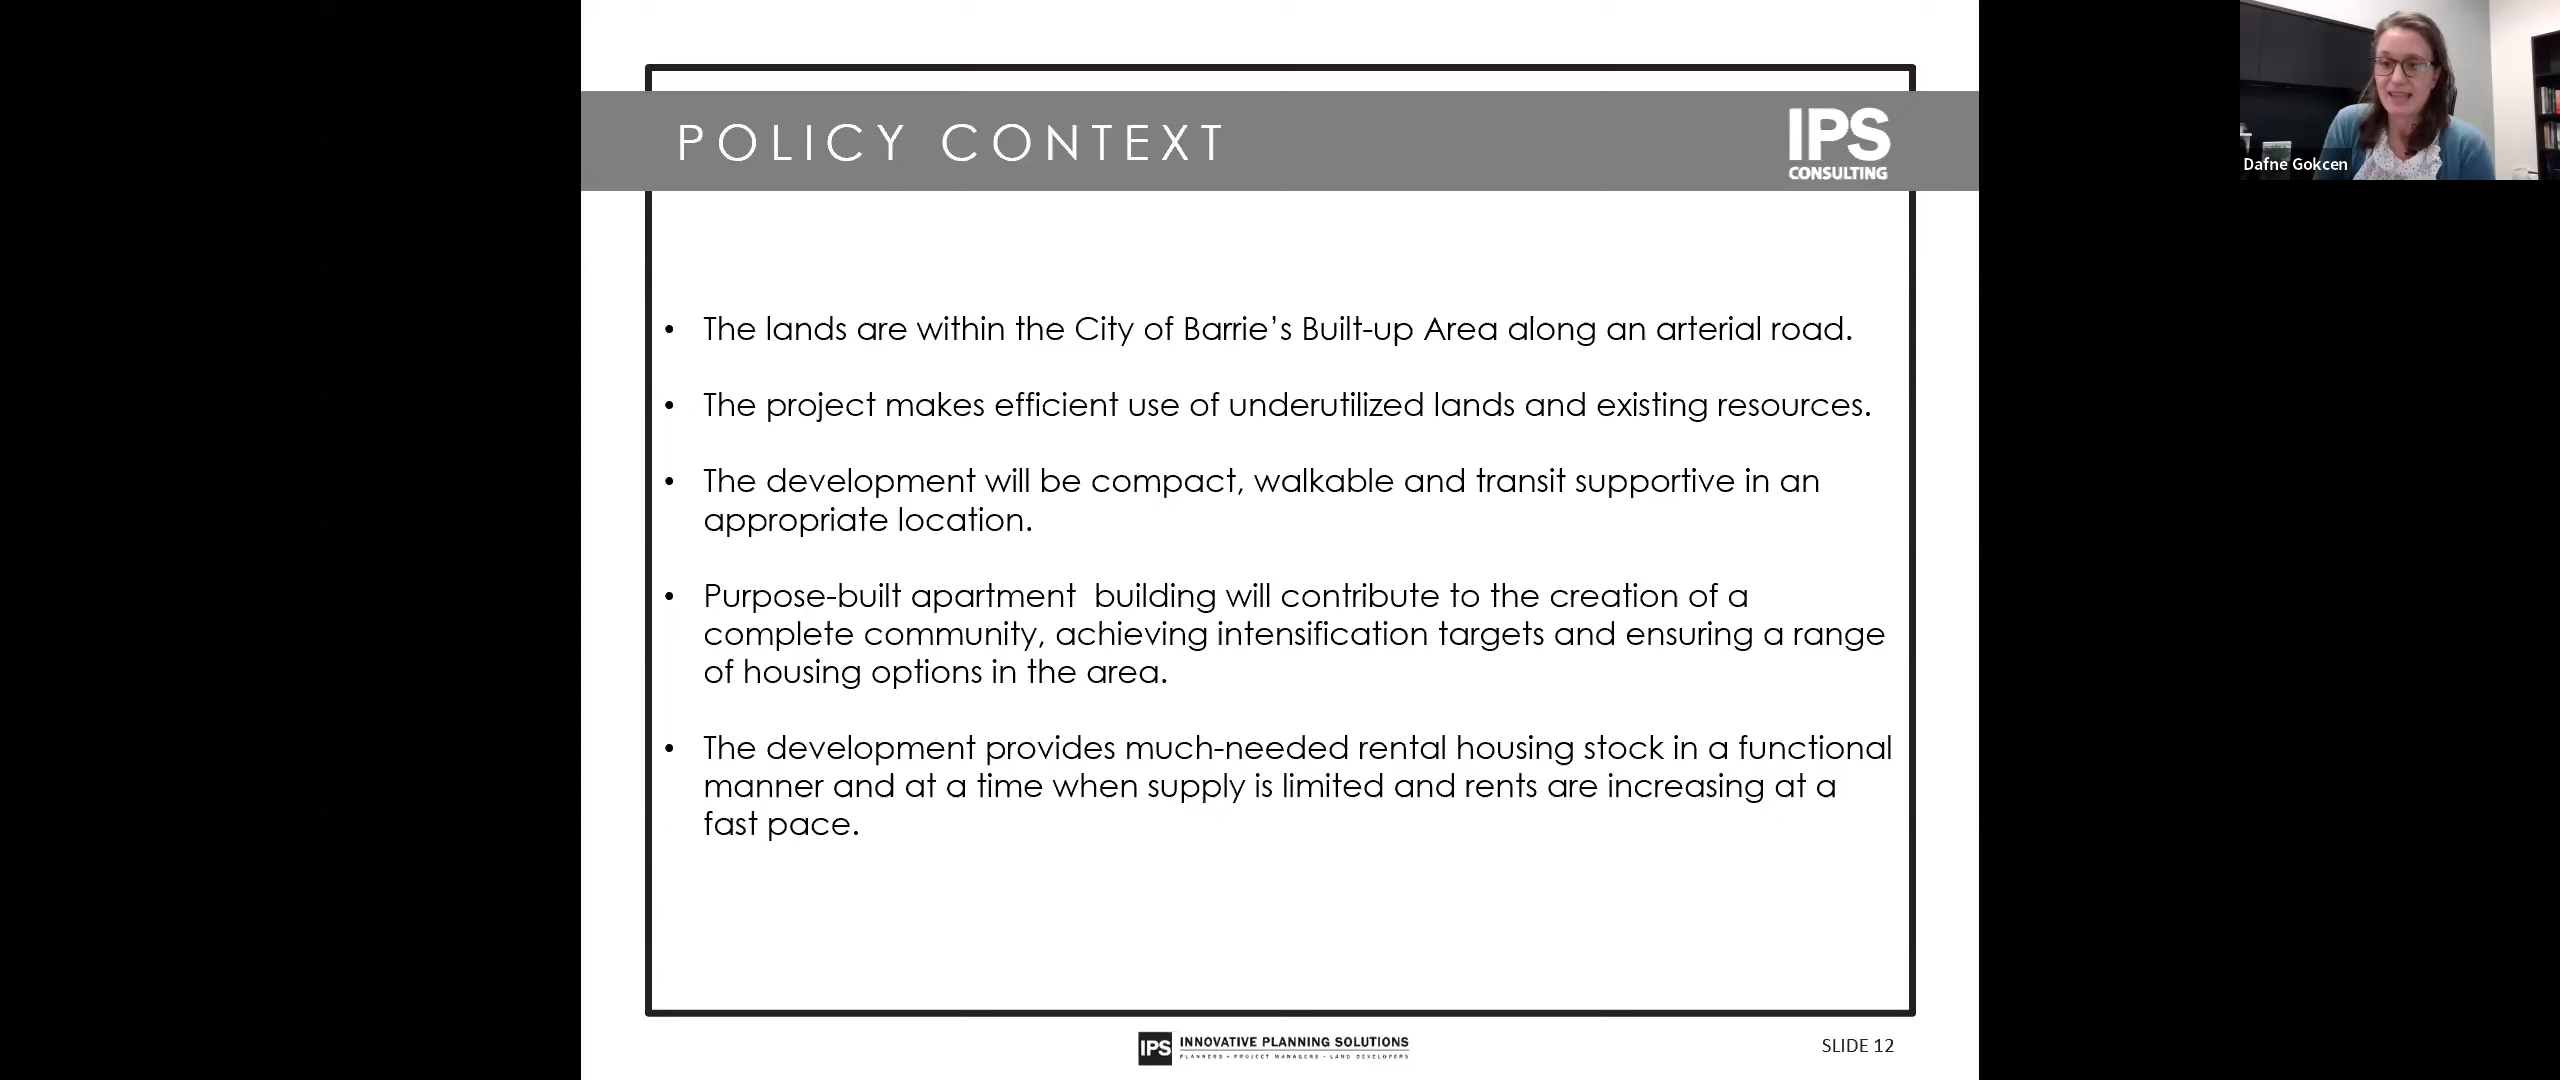 POLICY CONTEXT
IPS
CONSULTING
Dafne Gokcen
• The lands are within the City of Barrie’s Built-up Area along an arterial road.
• The project makes efficient use of underutilized lands and existing resources.
• The development will be compact, walkable and transit supportive in an
appropriate location.
• Purpose-built apartment  building will contribute to the creation of a
complete community, achieving intensification targets and ensuring a range
of housing options in the area.
• The development provides much-needed rental housing stock in a functional
manner and at a time when supply is limited and rents are increasing at a
fast pace.
IPS INNOVATIVE PLANNING SOLUTIONS
PLANNERS • PROJECT MANAGERS • LAND DEVELOPERS
SLIDE 12